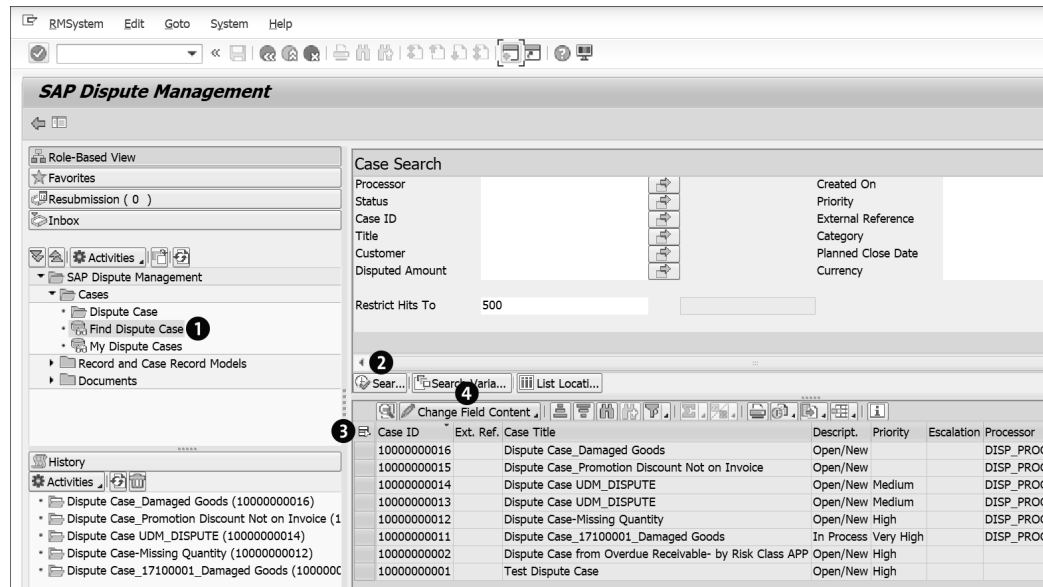 RMSystem Edit Goto System Help
SAP Dispute Management
Role-Based View
Favorites
Resubmission ( 0 )
Inbox
Activities
SAP Dispute Management
Cases
Dispute Case
Find Dispute Case 1
My Dispute Cases
Record and Case Record Models
Documents
History
Activities
Dispute Case_Damaged Goods (10000000016)
Dispute Case_Promotion Discount Not on Invoice (1
Dispute Case UDM_DISPUTE (10000000014)
Dispute Case-Missing Quantity (10000000012)
Dispute Case_17100001_Damaged Goods (1000000
Case Search
Processor Created On
Status Priority
Case ID External Reference
Title Category
Customer Planned Close Date
Disputed Amount Currency
Restrict Hits To 500
2
Sear... Search Varia... List Locati...
4
Change Field Content
3
Case ID Ext. Ref. Case Title Descript. Priority Escalation Processor
10000000016 Dispute Case_Damaged Goods Open/New DISP_PROC
10000000015 Dispute Case_Promotion Discount Not on Invoice Open/New DISP_PROC
10000000014 Dispute Case UDM_DISPUTE Open/New Medium DISP_PROC
10000000013 Dispute Case UDM_DISPUTE Open/New Medium DISP_PROC
10000000012 Dispute Case-Missing Quantity Open/New High DISP_PROC
10000000011 Dispute Case_17100001_Damaged Goods In Process Very High DISP_PROC
10000000002 Dispute Case from Overdue Receivable- by Risk Class APP Open/New High
10000000001 Test Dispute Case Open/New High